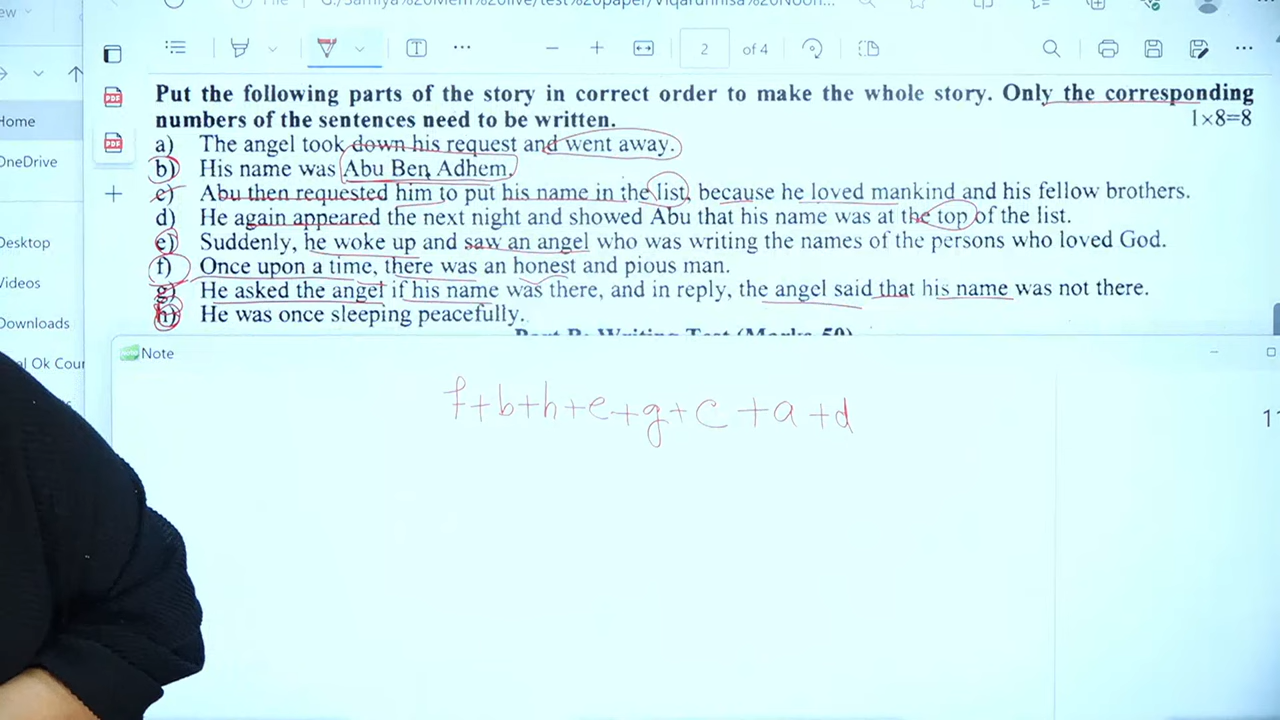 2 of 4
Put the following parts of the story in correct order to make the whole story. Only the corresponding
numbers of the sentences need to be written. 1×8=8
a) The angel took down his request and went away.
b) His name was Abu Ben Adhem.
c) Abu then requested him to put his name in the list, because he loved mankind and his fellow brothers.
d) He again appeared the next night and showed Abu that his name was at the top of the list.
e) Suddenly, he woke up and saw an angel who was writing the names of the persons who loved God.
f) Once upon a time, there was an honest and pious man.
g) He asked the angel if his name was there, and in reply, the angel said that his name was not there.
h) He was once sleeping peacefully.
Part B: Writing Test (Marks 50)
Note
f+b+h+e+g+c+a+d
Home
OneDrive
Desktop
Downloads